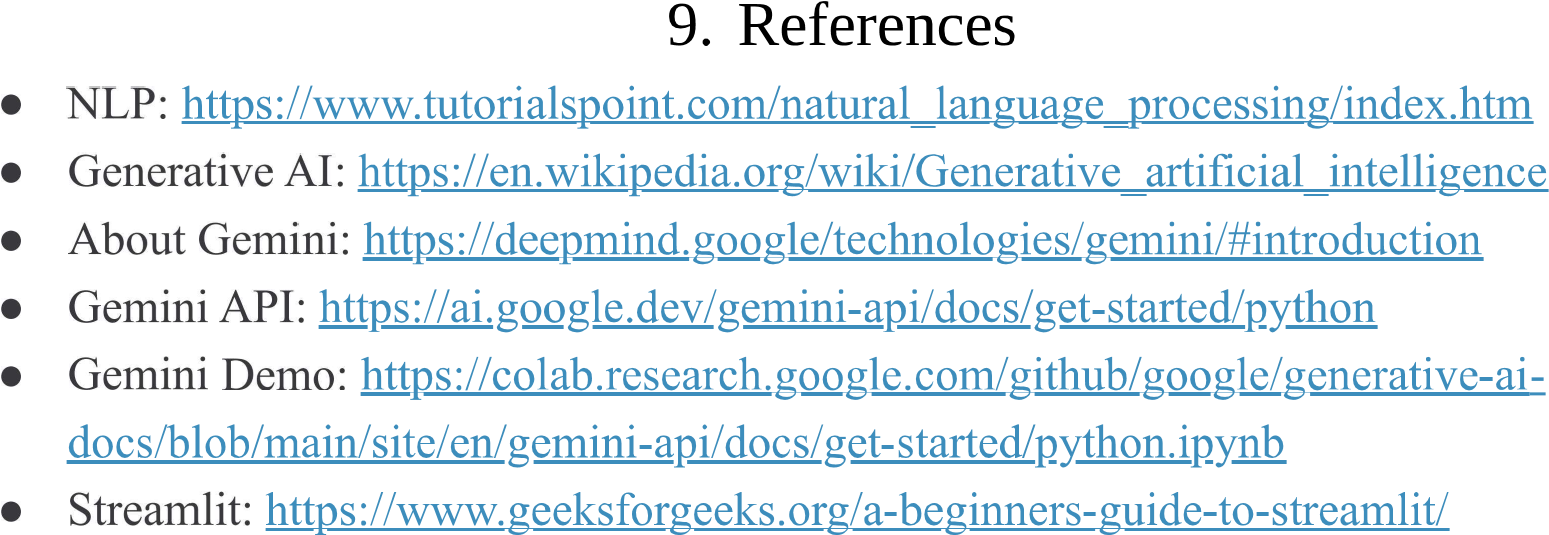 9. References
● NLP: https://www.tutorialspoint.com/natural_language_processing/index.htm
● Generative AI: https://en.wikipedia.org/wiki/Generative_artificial_intelligence
● About Gemini: https://deepmind.google/technologies/gemini/#introduction
● Gemini API: https://ai.google.dev/gemini-api/docs/get-started/python
● Gemini Demo: https://colab.research.google.com/github/google/generative-ai-
docs/blob/main/site/en/gemini-api/docs/get-started/python.ipynb
● Streamlit: https://www.geeksforgeeks.org/a-beginners-guide-to-streamlit/